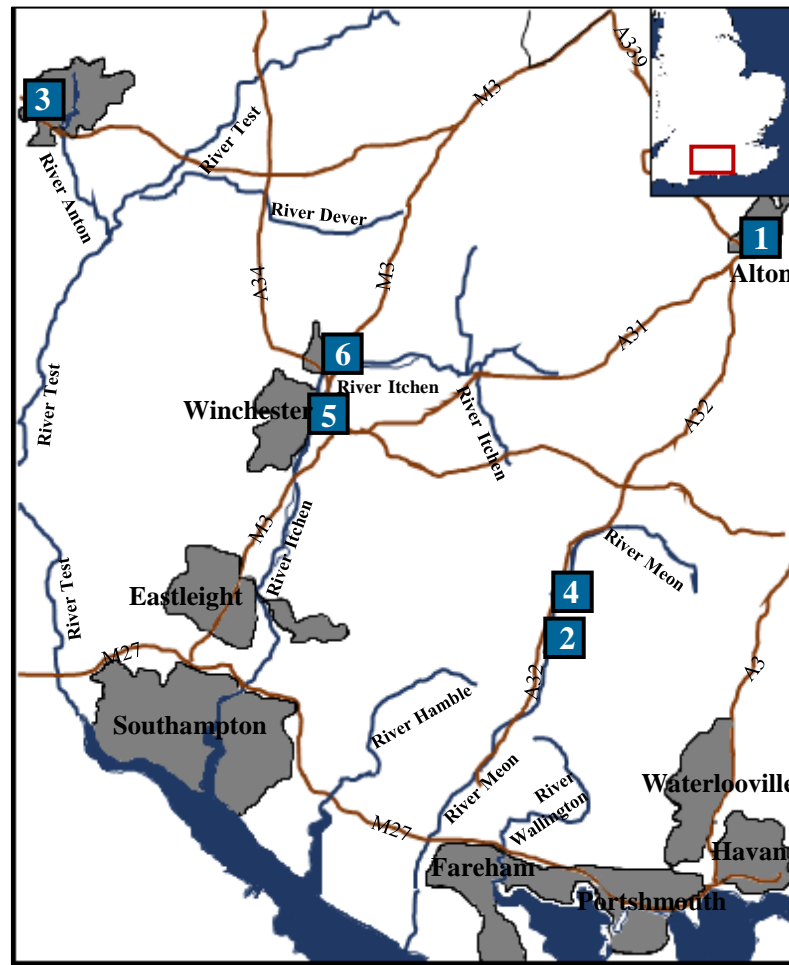 A339
M3
3
River Test
River Anton
River Dever
1
Alton
A34
M3
A31
6
River Itchen
River Test
Winchester
5
River Itchen
A32
M3
River Itchen
River Meon
River Test
Eastleight
4
2
M27
A32
A3
Southampton
River Hamble
River Meon
River
Wallington
Waterlooville
M27
Havan
Fareham
Portshmouth